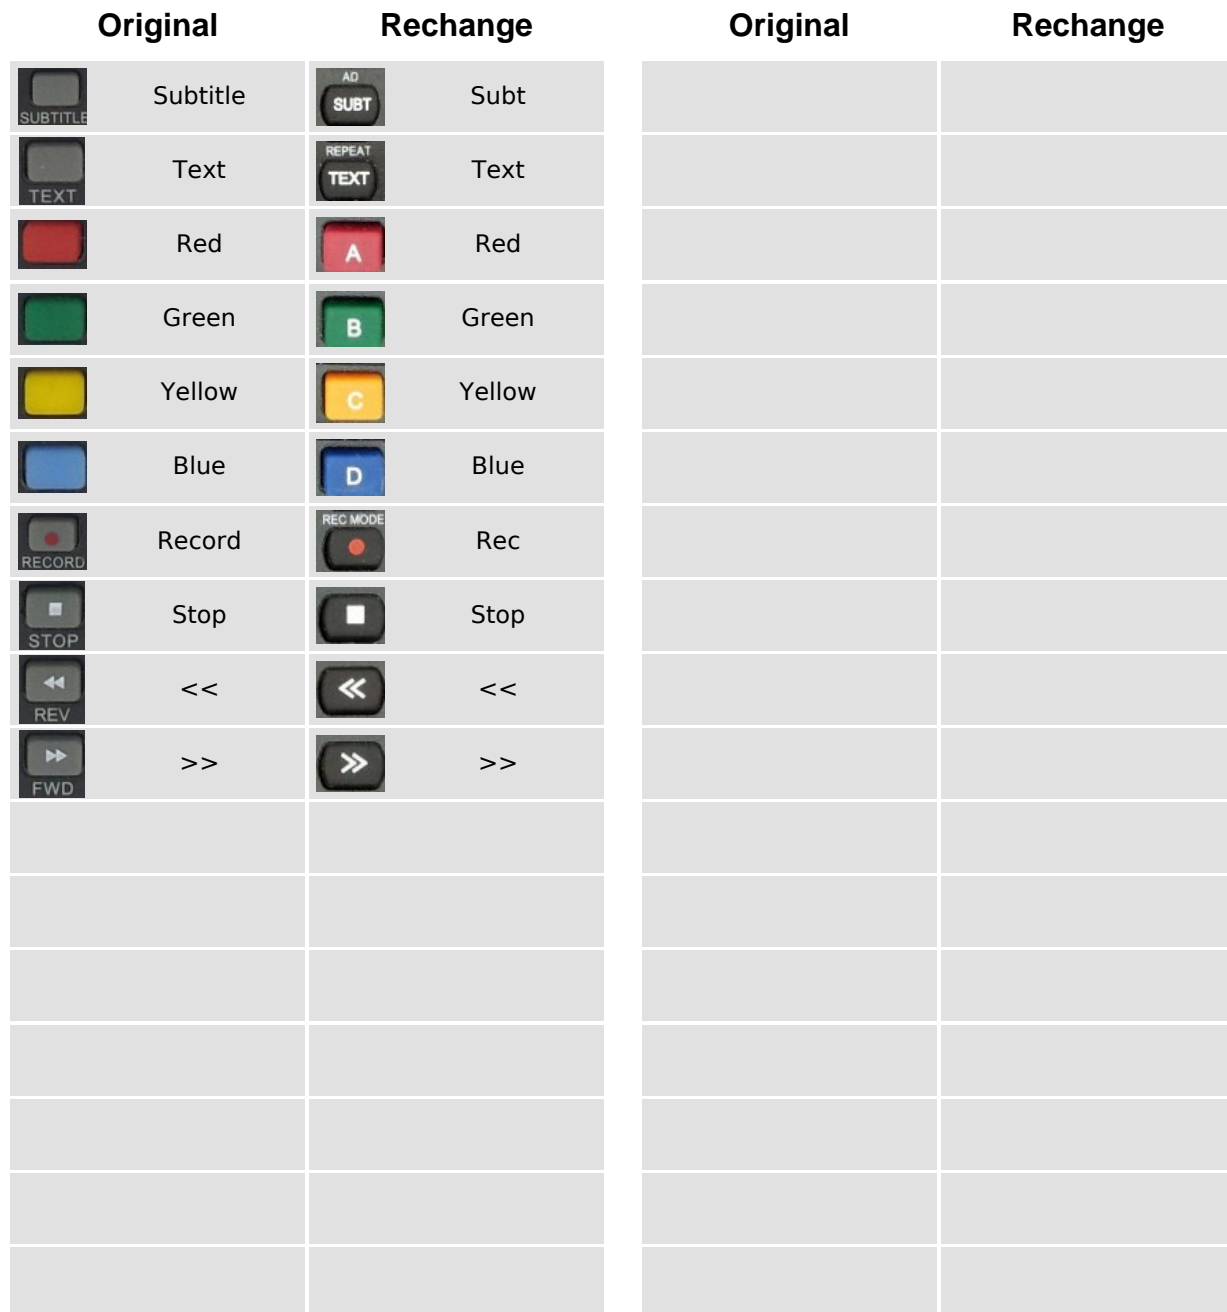 Original Rechange Original Rechange
SUBTITLE Subtitle AD SUBT Subt
TEXT Text REPEAT TEXT Text
Red A Red
Green B Green
Yellow C Yellow
Blue D Blue
RECORD Record REC MODE Rec
STOP Stop Stop
REV << <<
FWD >> >>